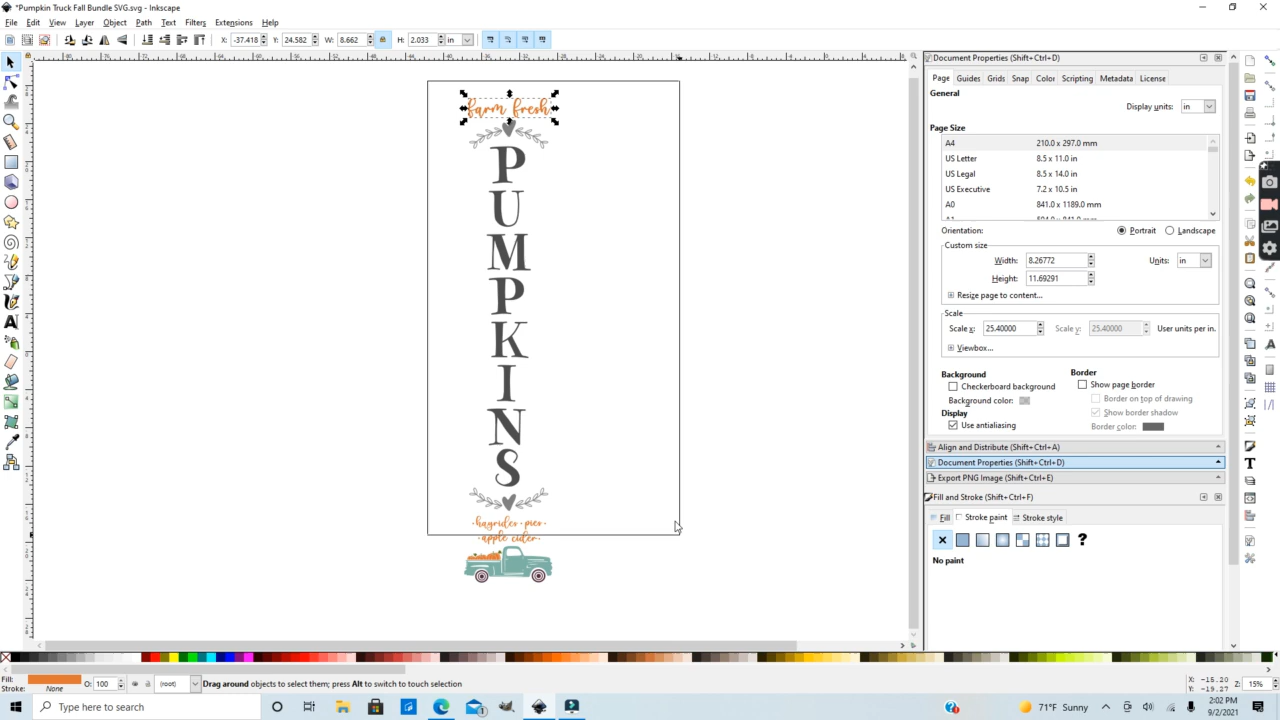 *Pumpkin Truck Fall Bundle SVG.svg - Inkscape
File Edit View Layer Object Path Text Filters Extensions Help
X: -37.418 Y: 24.582 W: 8.662 H: 2.033 in
Document Properties (Shift+Ctrl+D)
Page Guides Grids Snap Color Scripting Metadata License
General
Display units: in
Page Size
A4 210.0 x 297.0 mm
US Letter 8.5 x 11.0 in
US Legal 8.5 x 14.0 in
US Executive 7.2 x 10.5 in
A0 841.0 x 1189.0 mm
Orientation: Portrait Landscape
Custom size
Width: 8.26772 Units: in
Height: 11.69291
Resize page to content...
Scale
Scale x: 25.40000 Scale y: 25.40000 User units per in.
Viewbox...
Background
Checkerboard background
Background color:
Display
Use antialiasing
Border
Show page border
Border on top of drawing
Show border shadow
Border color:
Align and Distribute (Shift+Ctrl+A)
Document Properties (Shift+Ctrl+D)
Export PNG Image (Shift+Ctrl+E)
Fill and Stroke (Shift+Ctrl+F)
Fill Stroke paint Stroke style
?
No paint
farm fresh
P
U
M
P
K
I
N
S
·hayrides·pies·
·apple cider·
Fill:
Stroke: None
O: 100
(root)
Drag around objects to select them; press Alt to switch to touch selection
X: -15.20
Y: -19.27
Z: 15%
Type here to search
71°F Sunny
2:02 PM
9/2/2021